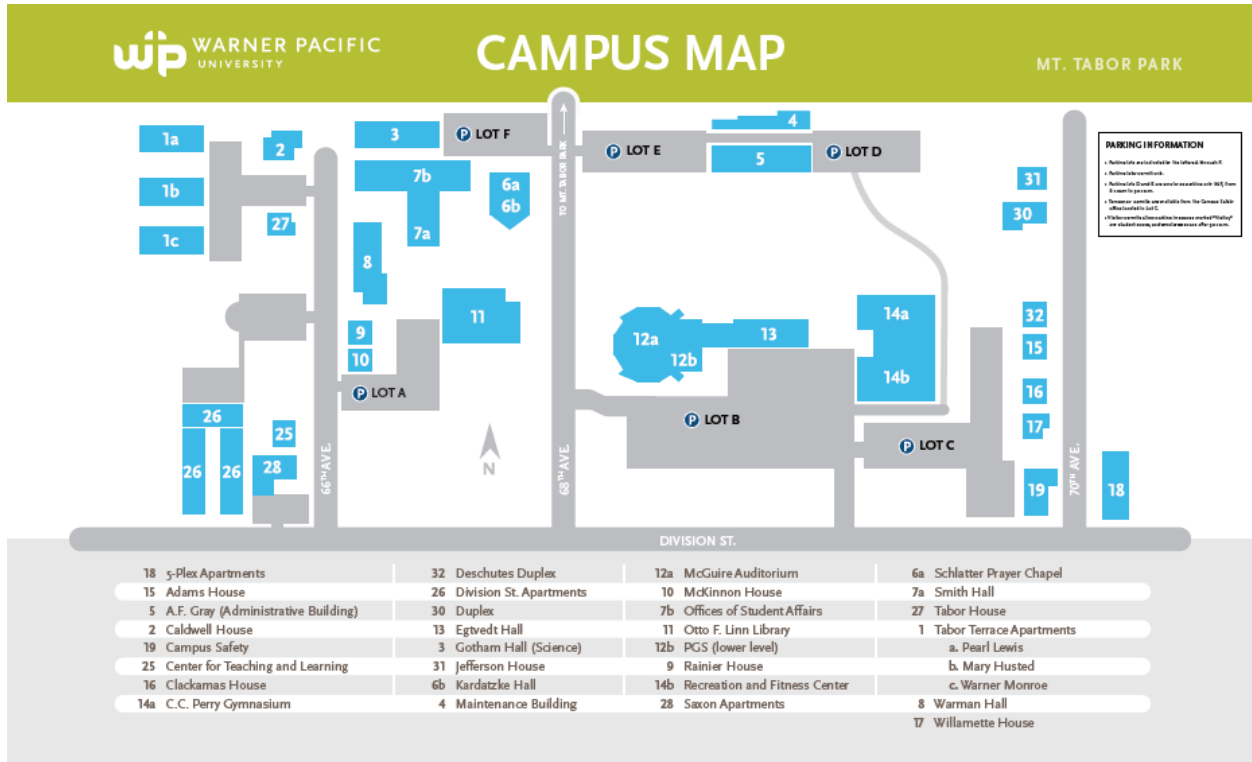 WARNER PACIFIC
UNIVERSITY
CAMPUS MAP
MT. TABOR PARK
1a
2
3
P LOT F
TO MT. TABOR PARK
P LOT E
4
5
P LOT D
PARKING INFORMATION
1b
7b
6a
6b
31
27
7a
30
1c
8
9
11
12a
12b
13
14a
32
10
15
14b
P LOT A
16
26
P LOT B
17
25
N
P LOT C
26
26
28
66TH AVE.
68TH AVE.
19
70TH AVE.
18
DIVISION ST.
18 5-Plex Apartments
15 Adams House
5 A.F. Gray (Administrative Building)
2 Caldwell House
19 Campus Safety
25 Center for Teaching and Learning
16 Clackamas House
14a C.C. Perry Gymnasium
32 Deschutes Duplex
26 Division St. Apartments
30 Duplex
13 Egtvedt Hall
3 Gotham Hall (Science)
31 Jefferson House
6b Kardatzke Hall
4 Maintenance Building
12a McGuire Auditorium
10 McKinnon House
7b Offices of Student Affairs
11 Otto F. Linn Library
12b PGS (lower level)
9 Rainier House
14b Recreation and Fitness Center
28 Saxon Apartments
6a Schlatter Prayer Chapel
7a Smith Hall
27 Tabor House
1 Tabor Terrace Apartments
a. Pearl Lewis
b. Mary Husted
c. Warner Monroe
8 Warman Hall
17 Willamette House